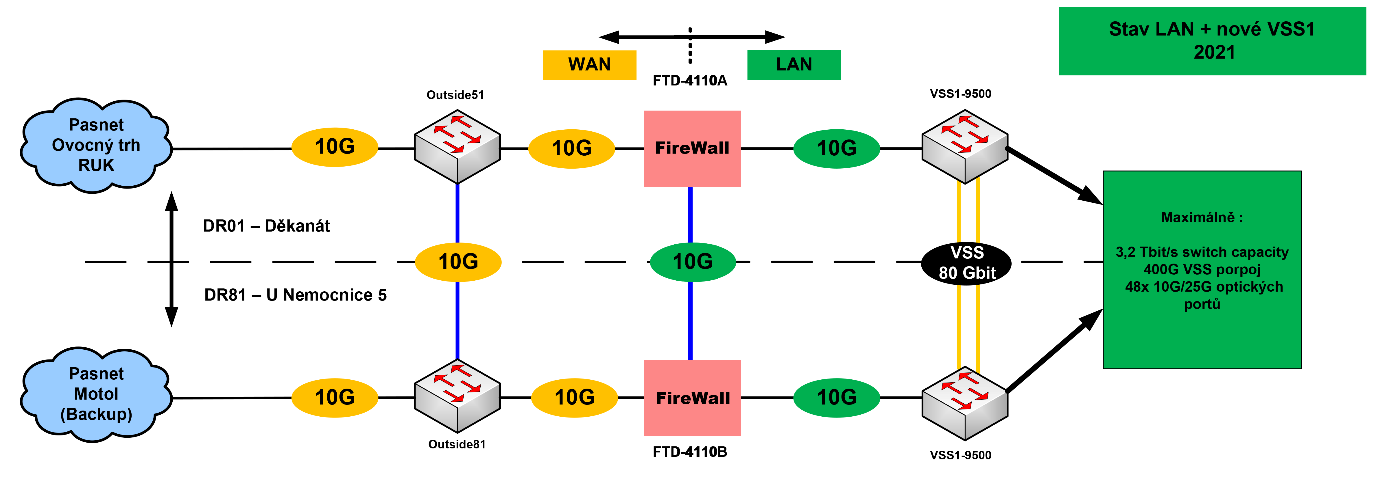 Stav LAN + nové VSS1
2021
WAN
LAN
FTD-4110A
Outside51
VSS1-9500
Pasnet
Ovocný trh
RUK
10G
10G
FireWall
10G
DR01 – Děkanát
10G
10G
VSS
80 Gbit
DR81 – U Nemocnice 5
Maximálně :
3,2 Tbit/s switch capacity
400G VSS porpoj
48x 10G/25G optických
portů
Pasnet
Motol
(Backup)
10G
10G
FireWall
10G
Outside81
FTD-4110B
VSS1-9500